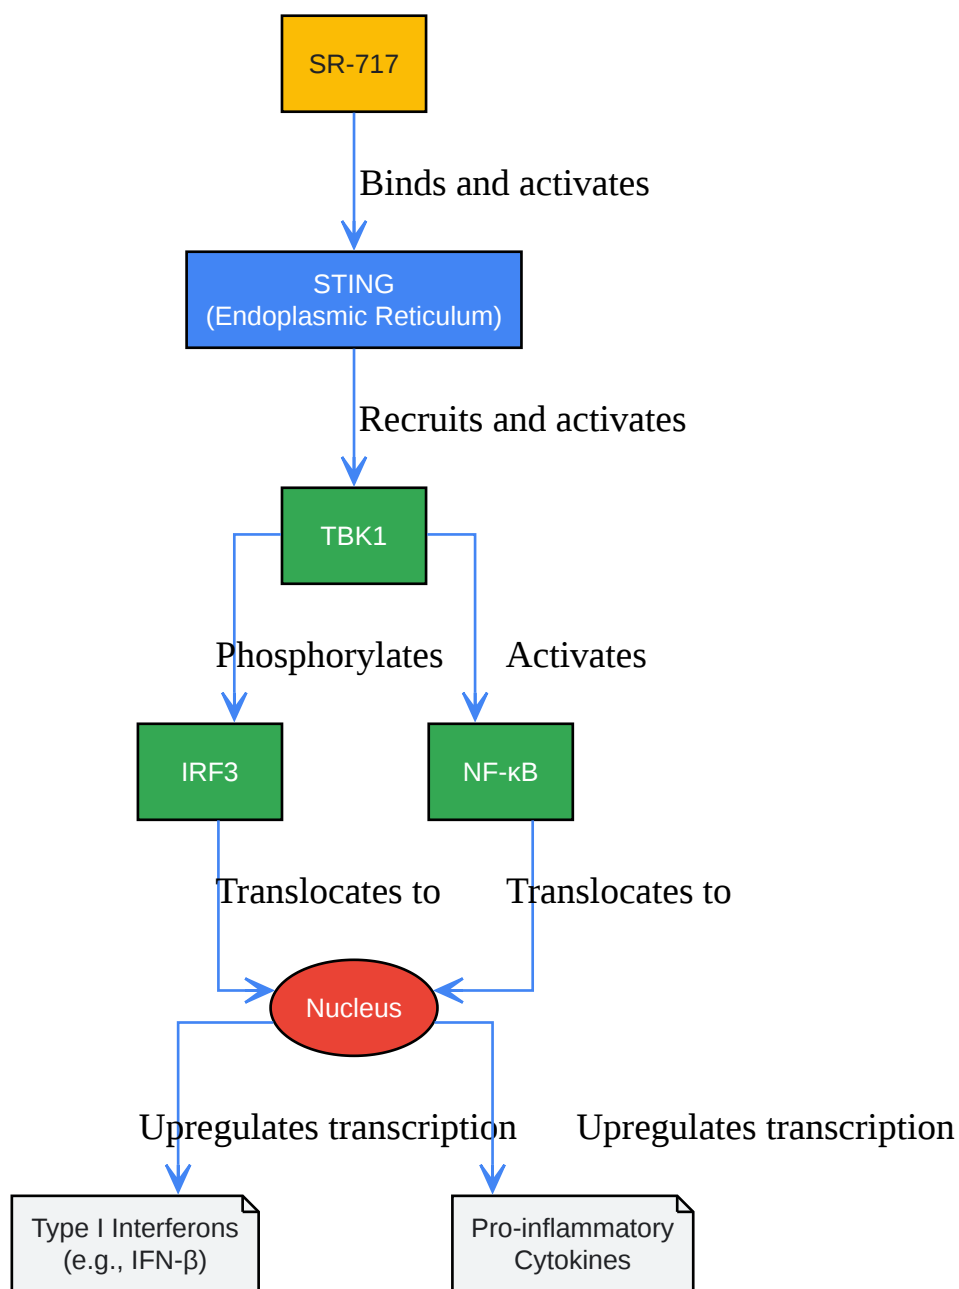 SR-717
Binds and activates
STING
(Endoplasmic Reticulum)
Recruits and activates
TBK1
Phosphorylates
Activates
IRF3
NF-κB
Translocates to
Translocates to
Nucleus
Upregulates transcription
Upregulates transcription
Type I Interferons
(e.g., IFN-β)
Pro-inflammatory
Cytokines